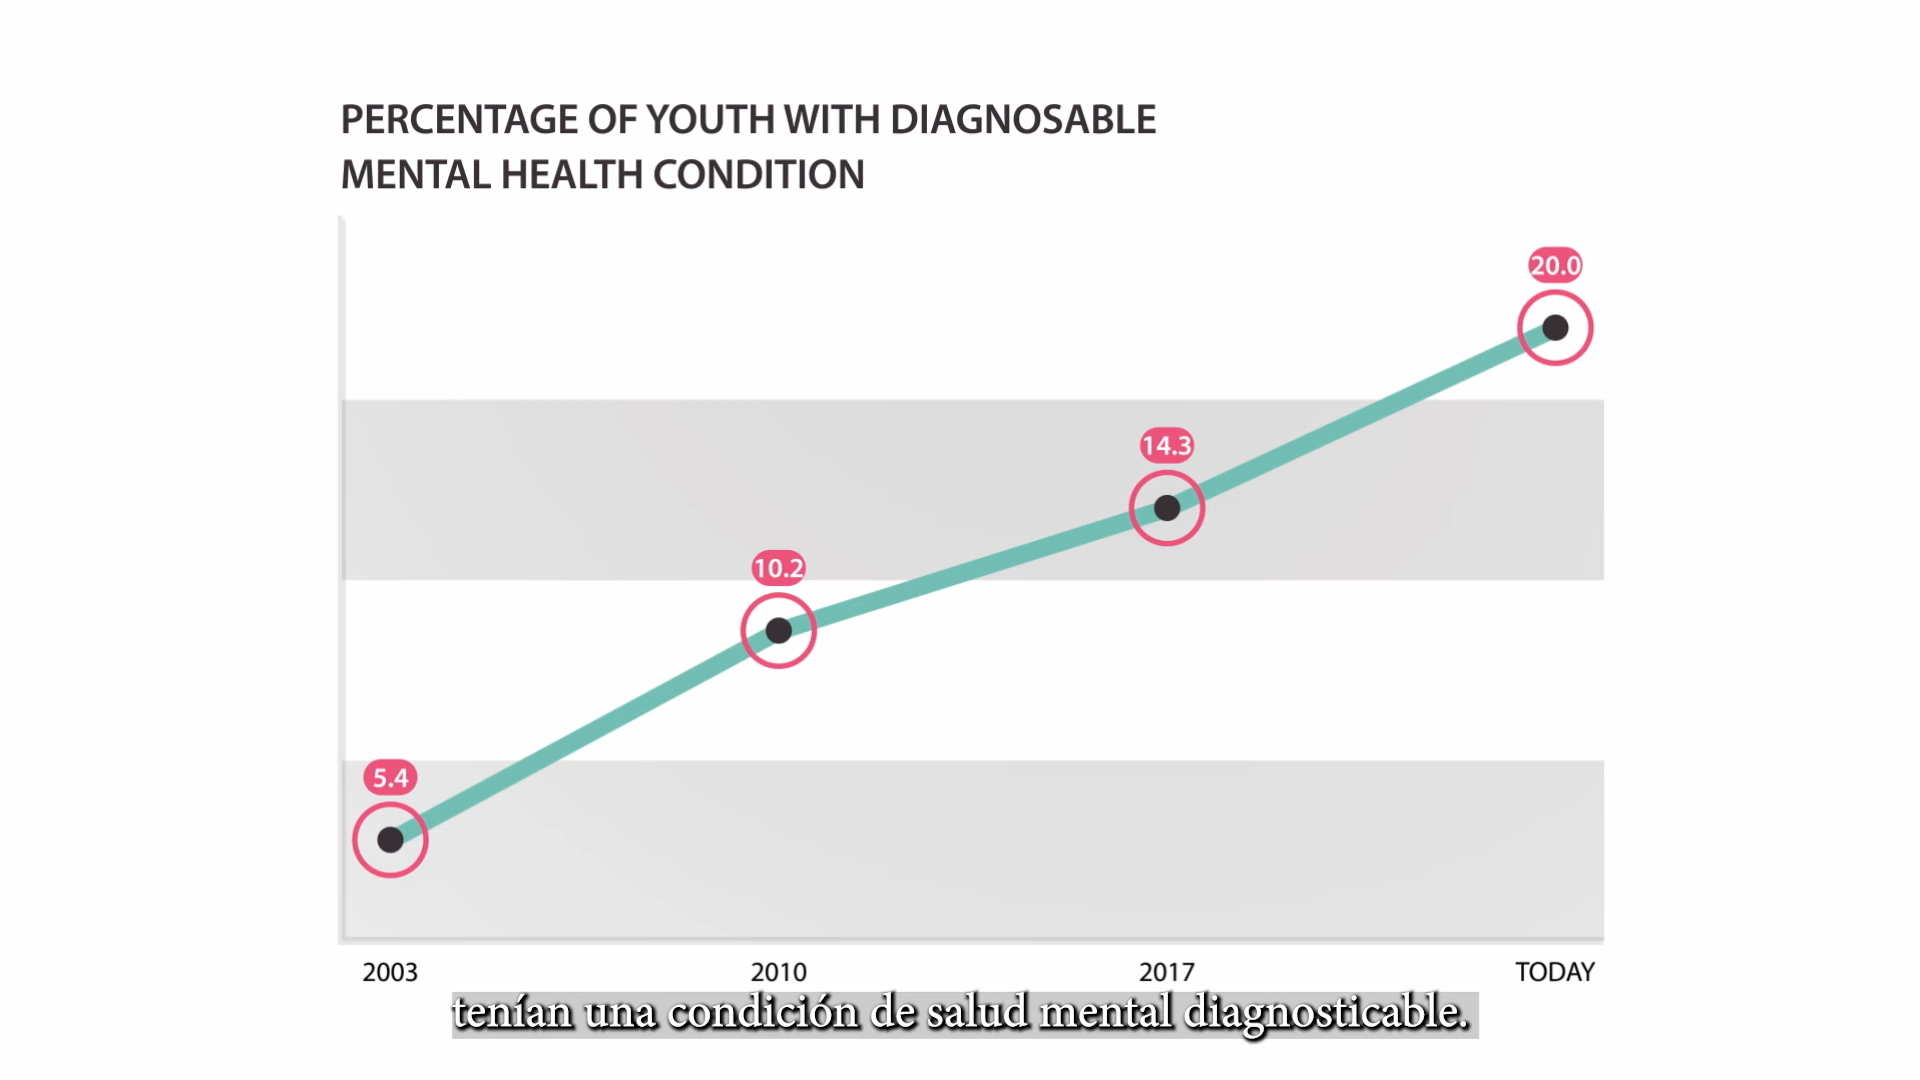 PERCENTAGE OF YOUTH WITH DIAGNOSABLE
MENTAL HEALTH CONDITION
20.0
14.3
10.2
5.4
2003 2010 2017 TODAY
tenían una condición de salud mental diagnosticable.